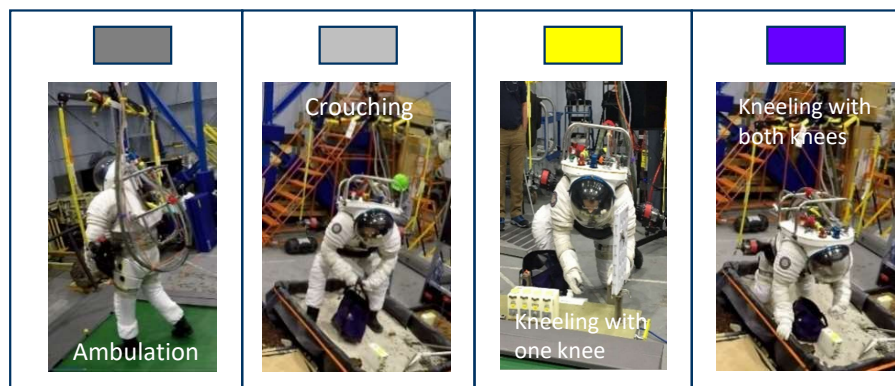 Ambulation
Crouching
Kneeling with
one knee
Kneeling with
both knees